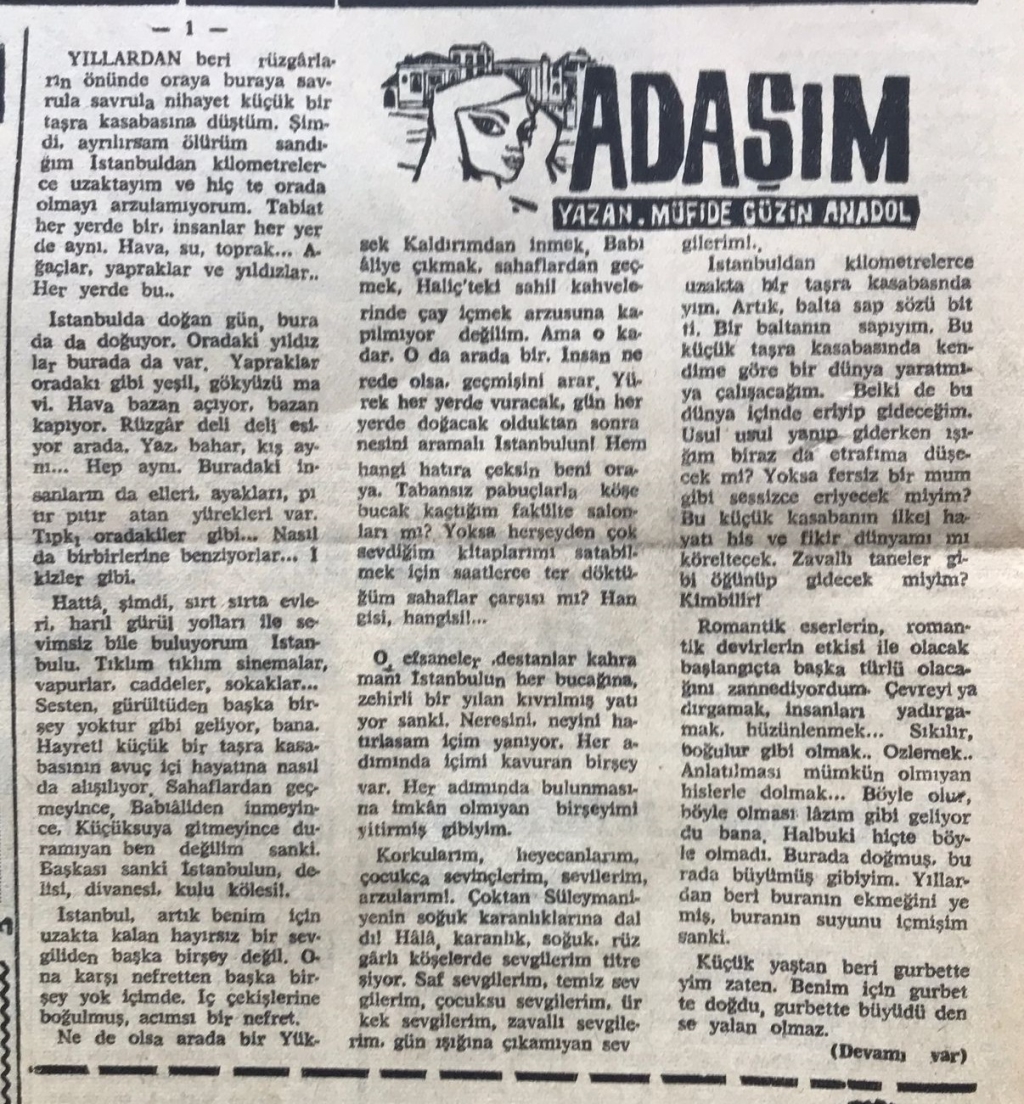 — 1 —
YILLARDAN beri rüzgârla-
rın önünde oraya buraya sav-
rula savrula nihayet küçük bir
taşra kasabasına düştüm. Şim-
di, ayrılırsam ölürüm sandı-
ğım İstanbuldan kilometreler-
ce uzaktayım ve hiç te orada
olmayı arzulamıyorum. Tabiat
her yerde bir, insanlar her yer
de aynı. Hava, su, toprak... A-
ğaçlar, yapraklar ve yıldızlar..
Her yerde bu..
İstanbulda doğan gün, bura
da da doğuyor. Oradaki yıldız
lar burada da var. Yapraklar
oradaki gibi yeşil, gökyüzü ma
vi. Hava bazan açıyor, bazan
kapıyor. Rüzgâr deli deli esi-
yor arada. Yaz, bahar, kış ay-
nı... Hep aynı. Buradaki in-
sanların da elleri, ayakları, pı
tır pıtır atan yürekleri var.
Tıpkı oradakiler gibi... Nasıl
da birbirlerine benziyorlar... İ
kizler gibi.
Hattâ, şimdi, sırt sırta evle-
ri, harıl gürül yolları ile se-
vimsiz bile buluyorum İstan-
bulu. Tıklım tıklım sinemalar,
vapurlar, caddeler, sokaklar...
Sesten, gürültüden başka bir-
şey yoktur gibi geliyor, bana.
Hayret! küçük bir taşra kasa-
basının avuç içi hayatına nasıl
da alışılıyor. Sahaflardan geç-
meyince, Babıâliden inmeyin-
ce, Küçüksuya gitmeyince du-
ramıyan ben değilim sanki.
Başkası sanki İstanbulun, de-
lisi, divanesi, kulu kölesi!.
İstanbul, artık benim için
uzakta kalan hayırsız bir sev-
giliden başka birşey değil. O-
na karşı nefretten başka bir-
şey yok içimde. İç çekişlerine
boğulmuş, acımsı bir nefret.
Ne de olsa arada bir Yük-
ADAŞIM
YAZAN. MÜFİDE GÜZİN ANADOL
sek Kaldırımdan inmek, Babı
âliye çıkmak, sahaflardan geç-
mek, Haliç'teki sahil kahvele-
rinde çay içmek arzusuna ka-
pılmıyor değilim. Ama o ka-
dar. O da arada bir. İnsan ne
rede olsa, geçmişini arar. Yü-
rek her yerde vuracak, gün her
yerde doğacak olduktan sonra
nesini aramalı İstanbulun! Hem
hangi hatıra çeksin beni ora-
ya. Tabansız pabuçlarla köşe
bucak kaçtığım fakülte salon-
ları mı? Yoksa herşeyden çok
sevdiğim kitaplarımı satabil-
mek için saatlerce ter döktü-
ğüm sahaflar çarşısı mı? Han
gisi, hangisi!...
O, efsaneler ,destanlar kahra
manı İstanbulun her bucağına,
zehirli bir yılan kıvrılmış yatı
yor sanki. Neresini, neyini ha-
tırlasam içim yanıyor. Her a-
dımında içimi kavuran birşey
var. Her adımında bulunması-
na imkân olmıyan birşeyimi
yitirmiş gibiyim.
Korkularım, heyecanlarım,
çocukca sevinçlerim, sevilerim,
arzularım!. Çoktan Süleymani-
yenin soğuk karanlıklarına dal
dı! Hâlâ, karanlık, soğuk, rüz
gârlı köşelerde sevgilerim titre
şiyor. Saf sevgilerim, temiz sev
gilerim, çocuksu sevgilerim, ür
kek sevgilerim, zavallı sevgile-
rim, gün ışığına çıkamıyan sev
gilerim!.,
İstanbuldan kilometrelerce
uzakta bir taşra kasabasnda
yım. Artık, balta sap sözü bit
ti. Bir baltanın sapıyım. Bu
küçük taşra kasabasında ken-
dime göre bir dünya yaratmı-
ya çalışacağım. Belki de bu
dünya içinde eriyip gideceğim.
Usul usul yanıp giderken ışı-
ğım biraz da etrafıma düşe-
cek mi? Yoksa fersiz bir mum
gibi sessizce eriyecek miyim?
Bu küçük kasabanın ilkel ha-
yatı his ve fikir dünyamı mı
köreltecek. Zavallı taneler gi-
bi öğünüp gidecek miyim?
Kimbilir!
Romantik eserlerin, roman-
tik devirlerin etkisi ile olacak
başlangıçta başka türlü olaca-
ğını zannediyordum. Çevreyi ya
dırgamak, insanları yadırga-
mak, hüzünlenmek... Sıkılır,
boğulur gibi olmak.. Özlemek..
Anlatılması mümkün olmıyan
hislerle dolmak... Böyle olur,
böyle olması lâzım gibi geliyor
du bana. Halbuki hiçte böy-
le olmadı. Burada doğmuş, bu
rada büyümüş gibiyim. Yıllar-
dan beri buranın ekmeğini ye
miş, buranın suyunu içmişim
sanki.
Küçük yaştan beri gurbette
yim zaten. Benim için gurbet
te doğdu, gurbette büyüdü den
se yalan olmaz.
(Devamı var)